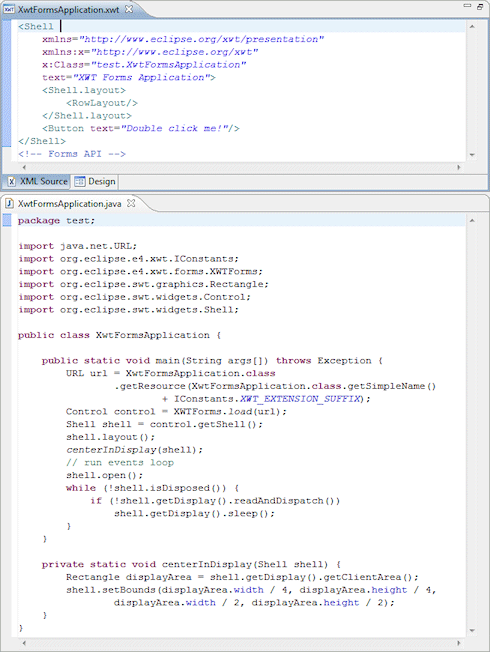 XwtFormsApplication.xwt
<Shell
    xmlns="http://www.eclipse.org/xwt/presentation"
    xmlns:x="http://www.eclipse.org/xwt"
    x:Class="test.XwtFormsApplication"
    text="XWT Forms Application">
    <Shell.layout>
        <RowLayout/>
    </Shell.layout>
    <Button text="Double click me!"/>
</Shell>
<!-- Forms API -->
XML Source Design
XwtFormsApplication.java
package test;
import java.net.URL;
import org.eclipse.e4.xwt.IConstants;
import org.eclipse.e4.xwt.forms.XWTForms;
import org.eclipse.swt.graphics.Rectangle;
import org.eclipse.swt.widgets.Control;
import org.eclipse.swt.widgets.Shell;
public class XwtFormsApplication {
    public static void main(String args[]) throws Exception {
        URL url = XwtFormsApplication.class
                .getResource(XwtFormsApplication.class.getSimpleName()
                        + IConstants.XWT_EXTENSION_SUFFIX);
        Control control = XWTForms.load(url);
        Shell shell = control.getShell();
        shell.layout();
        centerInDisplay(shell);
        // run events loop
        shell.open();
        while (!shell.isDisposed()) {
            if (!shell.getDisplay().readAndDispatch())
                shell.getDisplay().sleep();
        }
    }
    private static void centerInDisplay(Shell shell) {
        Rectangle displayArea = shell.getDisplay().getClientArea();
        shell.setBounds(displayArea.width / 4, displayArea.height / 4,
                displayArea.width / 2, displayArea.height / 2);
    }
}